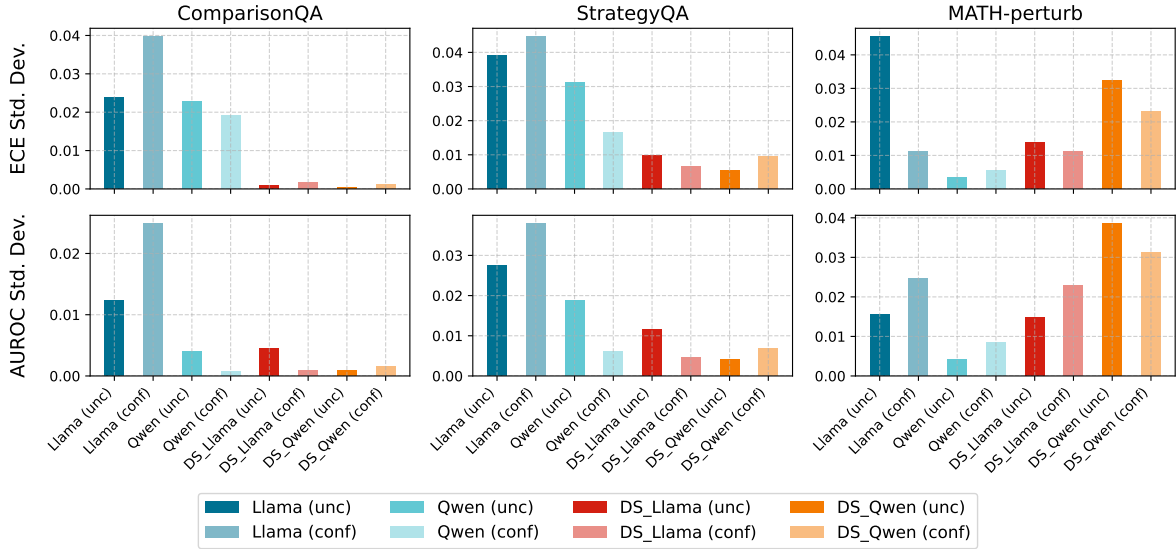 ComparisonQA
StrategyQA
MATH-perturb
ECE Std. Dev.
0.04
0.03
0.02
0.01
0.00
0.04
0.03
0.02
0.01
0.00
0.04
0.03
0.02
0.01
0.00
AUROC Std. Dev.
0.02
0.01
0.00
0.03
0.02
0.01
0.00
0.04
0.03
0.02
0.01
0.00
Llama (unc)
Llama (conf)
Qwen (unc)
Qwen (conf)
DS_Llama (unc)
DS_Llama (conf)
DS_Qwen (unc)
DS_Qwen (conf)
Llama (unc)
Llama (conf)
Qwen (unc)
Qwen (conf)
DS_Llama (unc)
DS_Llama (conf)
DS_Qwen (unc)
DS_Qwen (conf)
Llama (unc)
Llama (conf)
Qwen (unc)
Qwen (conf)
DS_Llama (unc)
DS_Llama (conf)
DS_Qwen (unc)
DS_Qwen (conf)
Llama (unc) Qwen (unc) DS_Llama (unc) DS_Qwen (unc)
Llama (conf) Qwen (conf) DS_Llama (conf) DS_Qwen (conf)